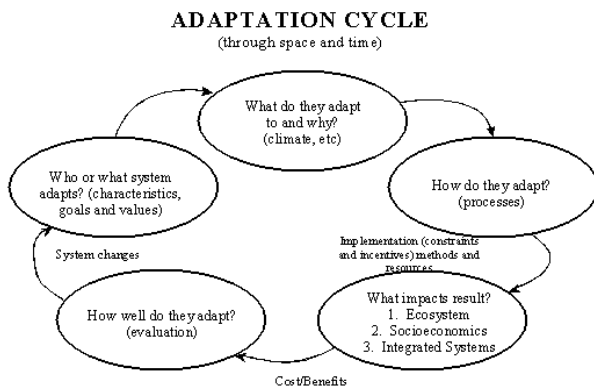 ADAPTATION CYCLE
(through space and time)
What do they adapt
to and why?
(climate, etc)
Who or what system
adapts? (characteristics,
goals and values)
How do they adapt?
(processes)
Implementation (constraints
and incentives) methods and
resources
System changes
What impacts result?
1. Ecosystem
2. Socioeconomics
3. Integrated Systems
How well do they adapt?
(evaluation)
Cost/Benefits